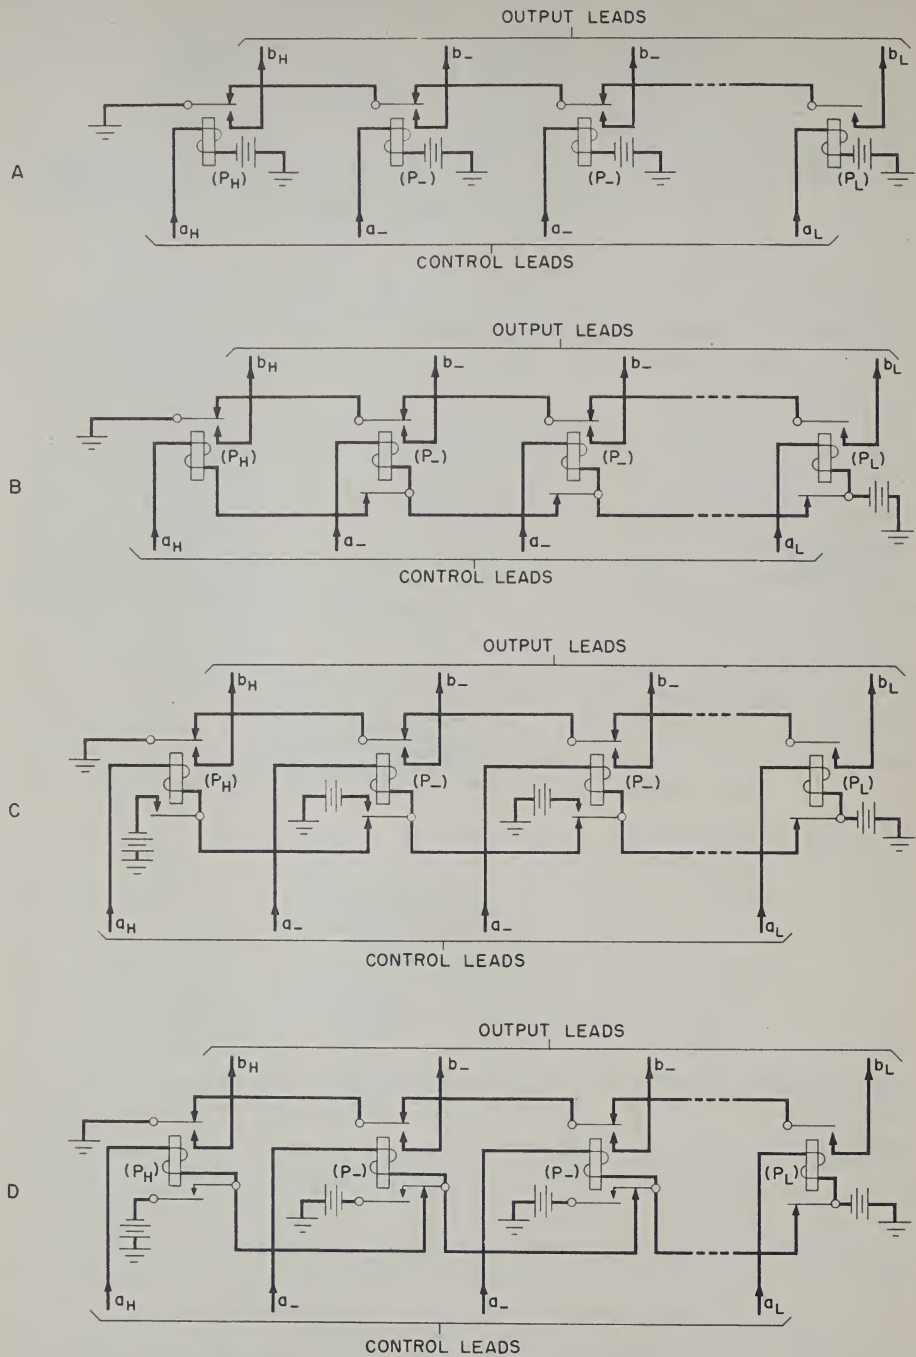 OUTPUT LEADS
b_H b_– b_– b_L
A
(P_H) (P_–) (P_–) (P_L)
a_H a_– a_– a_L
CONTROL LEADS
OUTPUT LEADS
b_H b_– b_– b_L
(P_H) (P_–) (P_–) (P_L)
B
a_H a_– a_– a_L
CONTROL LEADS
OUTPUT LEADS
b_H b_– b_– b_L
(P_H) (P_–) (P_–) (P_L)
C
a_H a_– a_– a_L
CONTROL LEADS
OUTPUT LEADS
b_H b_– b_– b_L
(P_H) (P_–) (P_–) (P_L)
D
a_H a_– a_– a_L
CONTROL LEADS